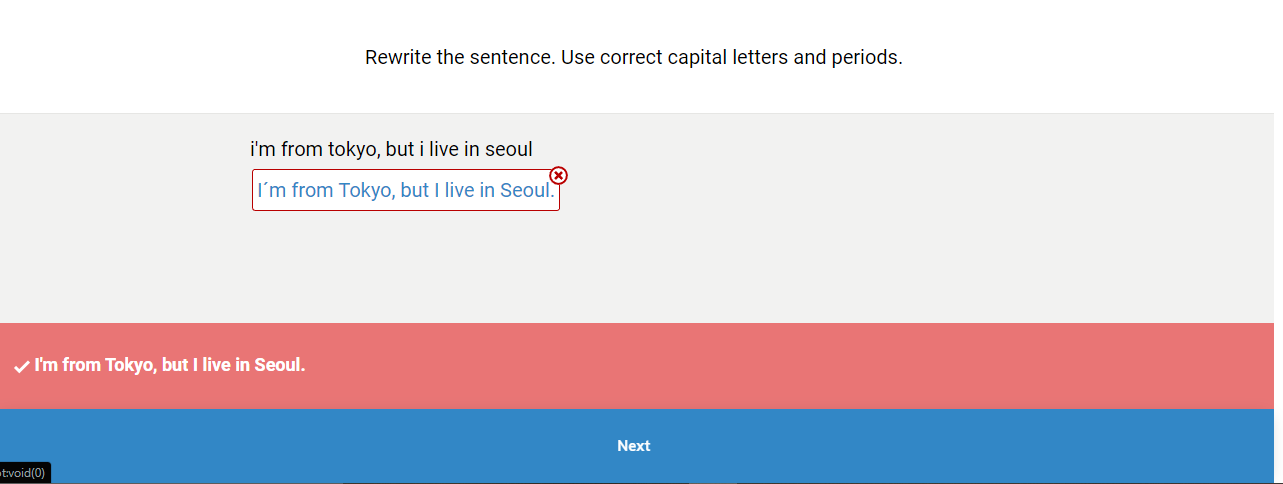 Rewrite the sentence. Use correct capital letters and periods.
i'm from tokyo, but i live in seoul
I´m from Tokyo, but I live in Seoul.
I'm from Tokyo, but I live in Seoul.
Next
t:void(0)